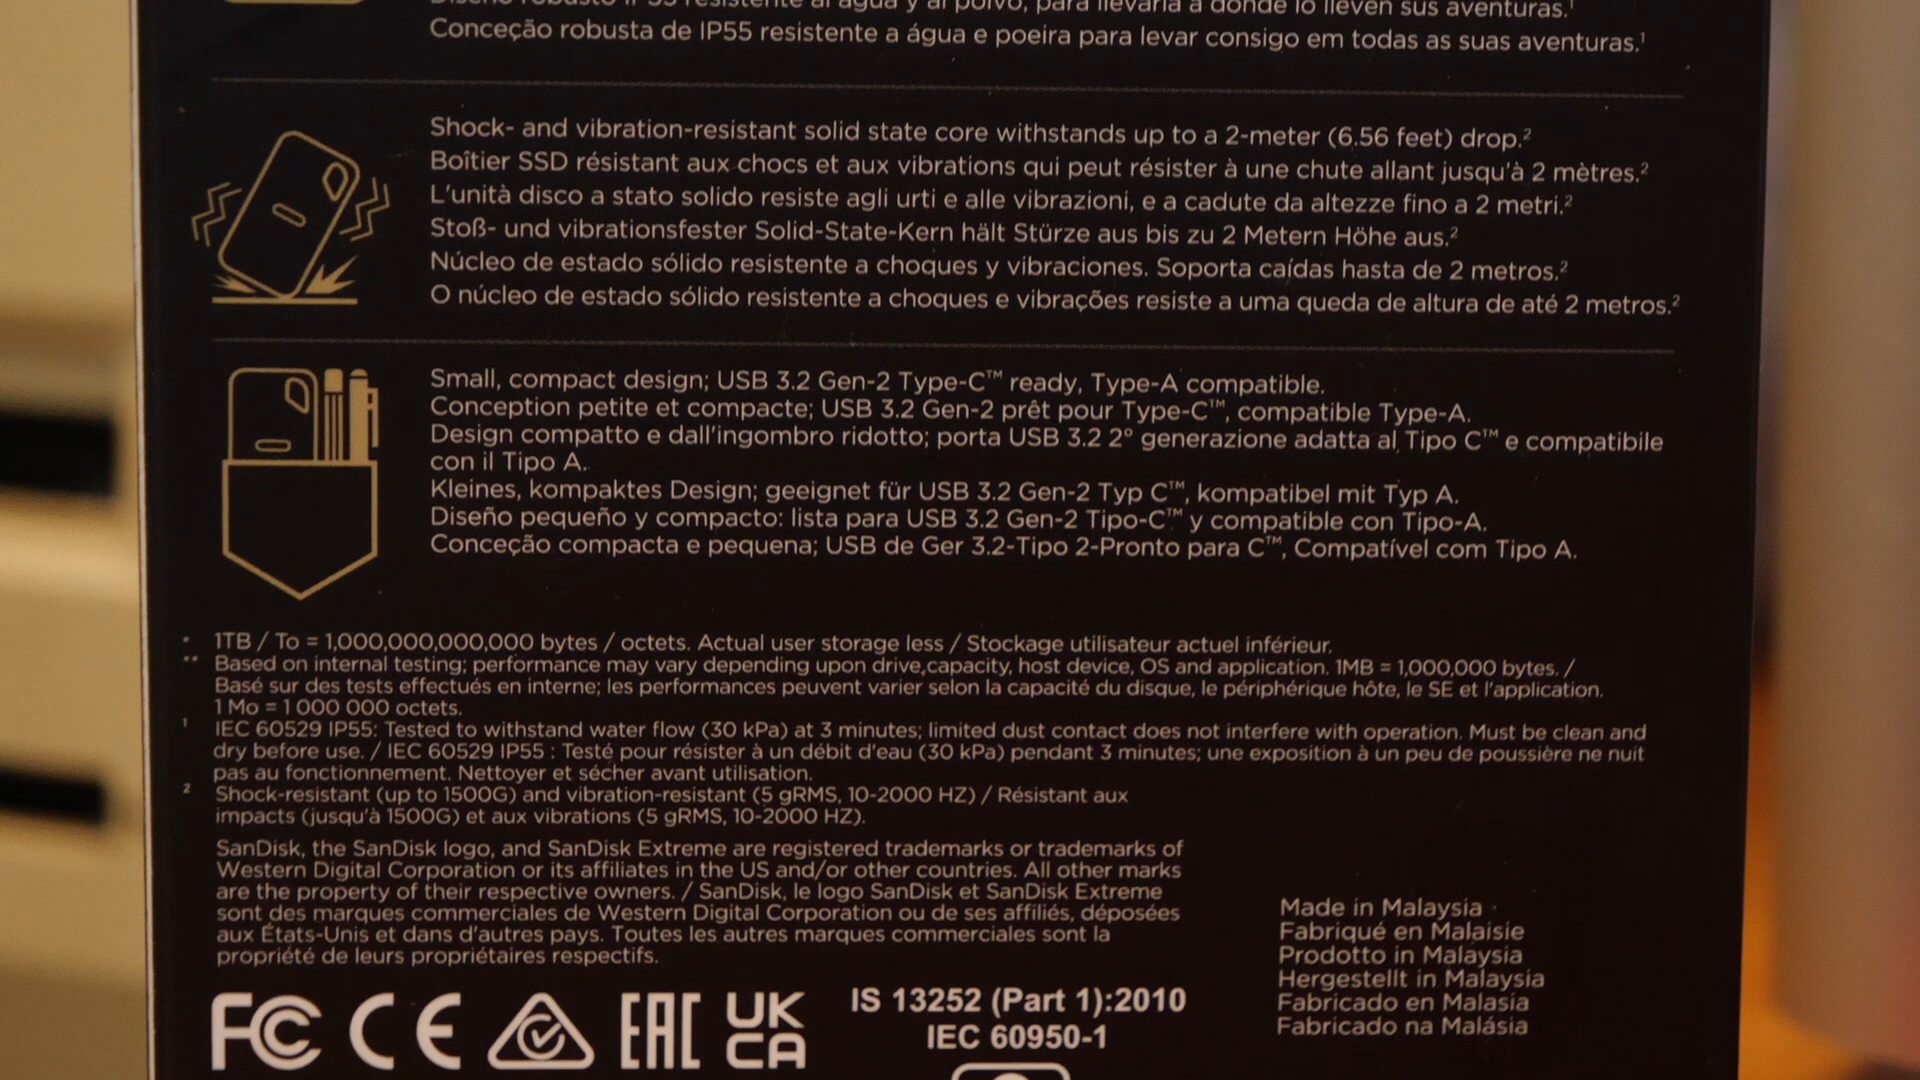 Diseño robusto IP55 resistente al agua y al polvo, para llevarla a donde lo lleven sus aventuras.¹
Conceção robusta de IP55 resistente a água e poeira para levar consigo em todas as suas aventuras.¹
Shock- and vibration-resistant solid state core withstands up to a 2-meter (6.56 feet) drop.²
Boîtier SSD résistant aux chocs et aux vibrations qui peut résister à une chute allant jusqu'à 2 mètres.²
L'unità disco a stato solido resiste agli urti e alle vibrazioni, e a cadute da altezze fino a 2 metri.²
Stoß- und vibrationsfester Solid-State-Kern hält Stürze aus bis zu 2 Metern Höhe aus.²
Núcleo de estado sólido resistente a choques y vibraciones. Soporta caídas hasta de 2 metros.²
O núcleo de estado sólido resistente a choques e vibrações resiste a uma queda de altura de até 2 metros.²
Small, compact design; USB 3.2 Gen-2 Type-C™ ready, Type-A compatible.
Conception petite et compacte; USB 3.2 Gen-2 prêt pour Type-C™, compatible Type-A.
Design compatto e dall'ingombro ridotto; porta USB 3.2 2° generazione adatta al Tipo C™ e compatibile
con il Tipo A.
Kleines, kompaktes Design; geeignet für USB 3.2 Gen-2 Typ C™, kompatibel mit Typ A.
Diseño pequeño y compacto: lista para USB 3.2 Gen-2 Tipo-C™ y compatible con Tipo-A.
Conceção compacta e pequena; USB de Ger 3.2-Tipo 2-Pronto para C™, Compatível com Tipo A.
* 1TB / To = 1,000,000,000,000 bytes / octets. Actual user storage less / Stockage utilisateur actuel inférieur.
** Based on internal testing; performance may vary depending upon drive,capacity, host device, OS and application. 1MB = 1,000,000 bytes. /
Basé sur des tests effectués en interne; les performances peuvent varier selon la capacité du disque, le périphérique hôte, le SE et l'application.
1 Mo = 1 000 000 octets.
¹ IEC 60529 IP55: Tested to withstand water flow (30 kPa) at 3 minutes; limited dust contact does not interfere with operation. Must be clean and
dry before use. / IEC 60529 IP55 : Testé pour résister à un débit d'eau (30 kPa) pendant 3 minutes; une exposition à un peu de poussière ne nuit
pas au fonctionnement. Nettoyer et sécher avant utilisation.
² Shock-resistant (up to 1500G) and vibration-resistant (5 gRMS, 10-2000 HZ) / Résistant aux
impacts (jusqu'à 1500G) et aux vibrations (5 gRMS, 10-2000 HZ).
SanDisk, the SanDisk logo, and SanDisk Extreme are registered trademarks or trademarks of
Western Digital Corporation or its affiliates in the US and/or other countries. All other marks
are the property of their respective owners. / SanDisk, le logo SanDisk et SanDisk Extreme
sont des marques commerciales de Western Digital Corporation ou de ses affiliés, déposées
aux États-Unis et dans d'autres pays. Toutes les autres marques commerciales sont la
propriété de leurs propriétaires respectifs.
Made in Malaysia
Fabriqué en Malaisie
Prodotto in Malaysia
Hergestellt in Malaysia
Fabricado en Malasia
Fabricado na Malásia
FC CE EAC UK CA
IS 13252 (Part 1):2010
IEC 60950-1